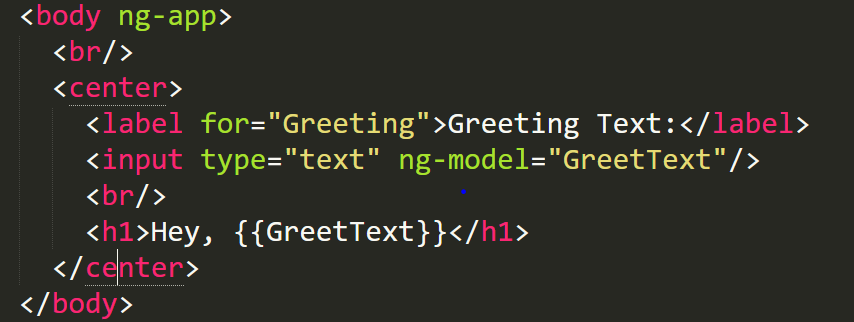 <body ng-app>
<br/>
<center>
<label for="Greeting">Greeting Text:</label>
<input type="text" ng-model="GreetText"/>
<br/>
<h1>Hey, {{GreetText}}</h1>
</center>
</body>